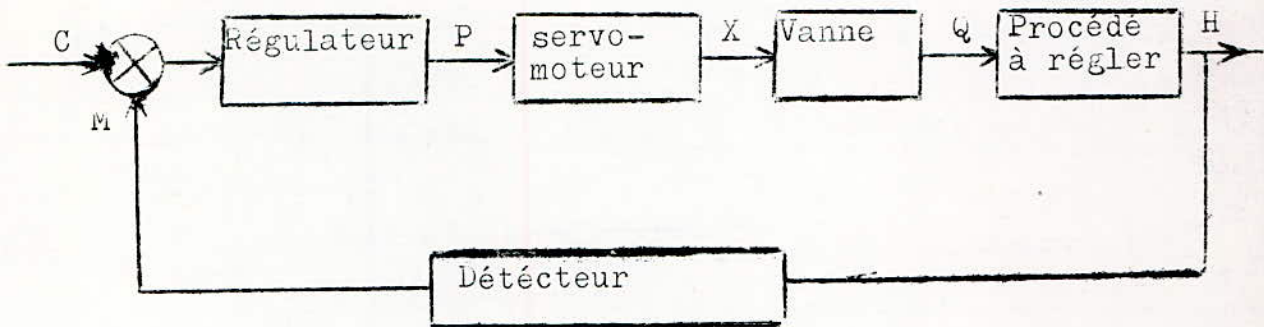 C
Régulateur
P
servo-
moteur
X
Vanne
Q
Procédé
à régler
H
M
Détécteur